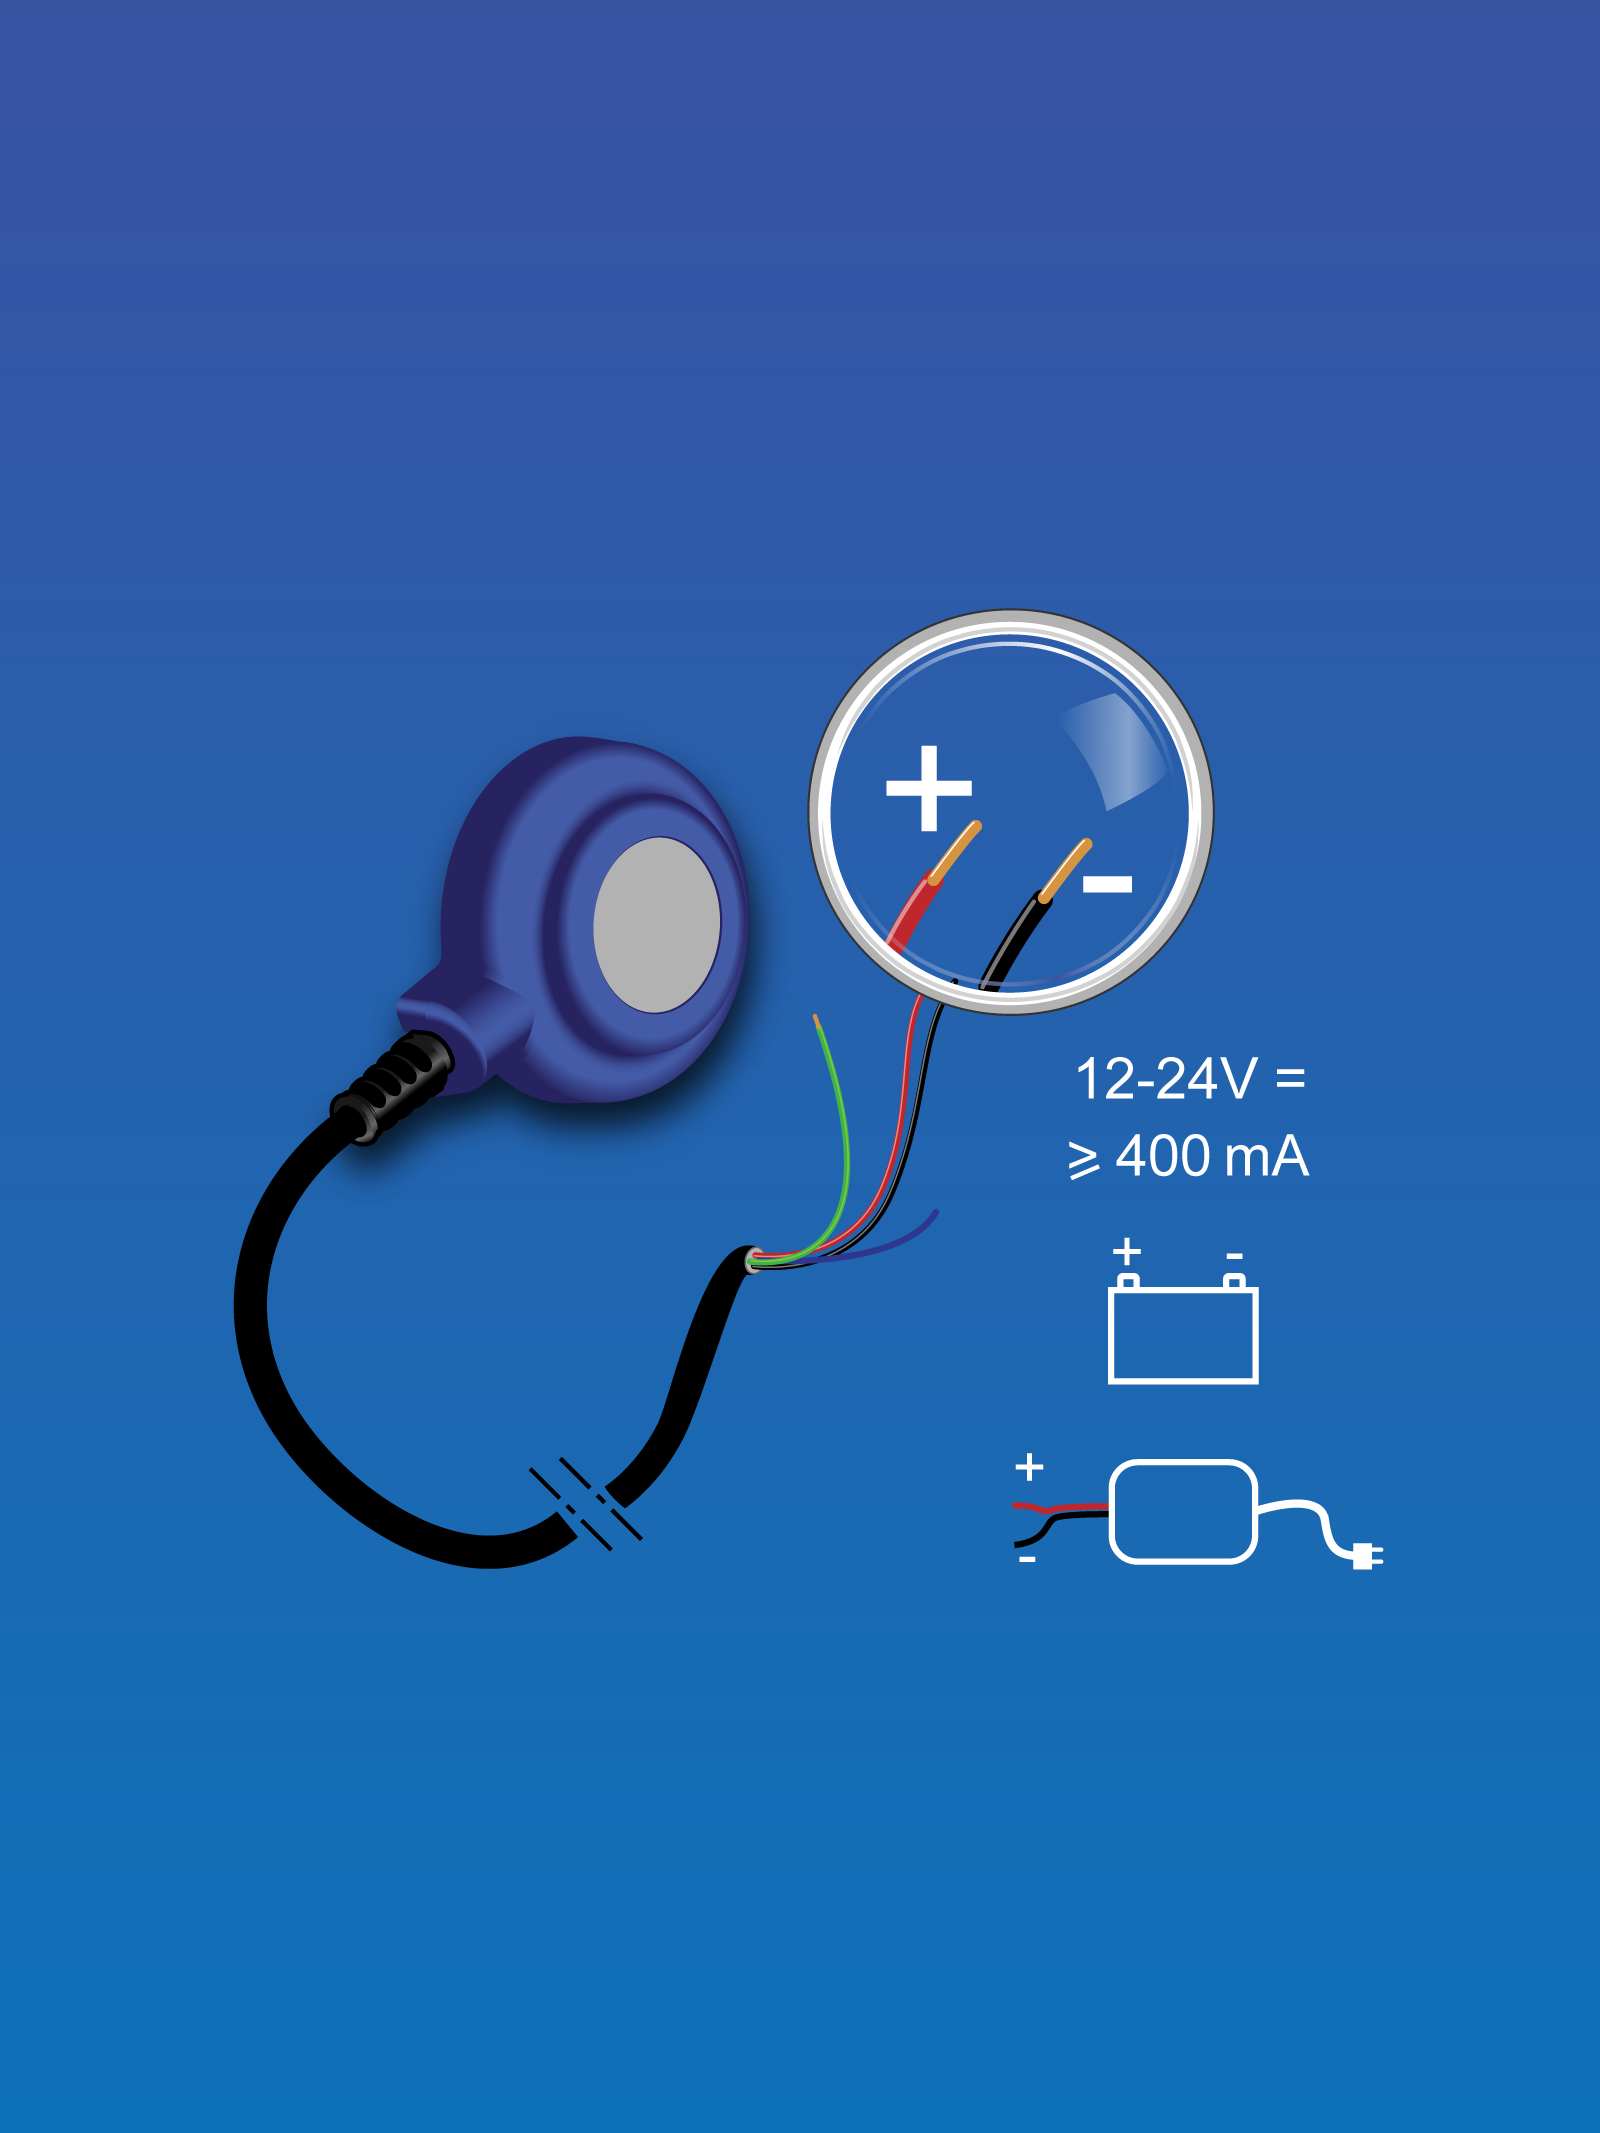 +
-
12-24V =
⩾ 400 mA
+ -
+
-